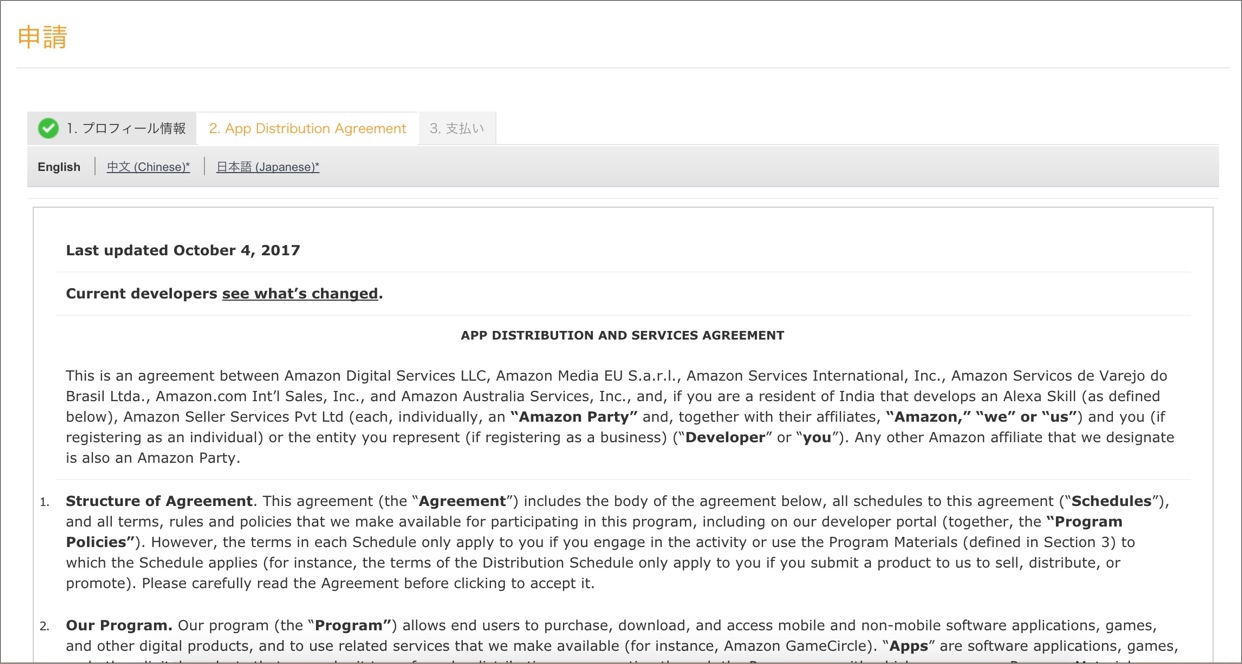 申請
1. プロフィール情報 2. App Distribution Agreement 3. 支払い
English 中文 (Chinese)* 日本語 (Japanese)*
Last updated October 4, 2017
Current developers see what’s changed.
APP DISTRIBUTION AND SERVICES AGREEMENT
This is an agreement between Amazon Digital Services LLC, Amazon Media EU S.a.r.l., Amazon Services International, Inc., Amazon Servicos de Varejo do
Brasil Ltda., Amazon.com Int’l Sales, Inc., and Amazon Australia Services, Inc., and, if you are a resident of India that develops an Alexa Skill (as defined
below), Amazon Seller Services Pvt Ltd (each, individually, an “Amazon Party” and, together with their affiliates, “Amazon,” “we” or “us”) and you (if
registering as an individual) or the entity you represent (if registering as a business) (“Developer” or “you”). Any other Amazon affiliate that we designate
is also an Amazon Party.
1. Structure of Agreement. This agreement (the “Agreement”) includes the body of the agreement below, all schedules to this agreement (“Schedules”),
and all terms, rules and policies that we make available for participating in this program, including on our developer portal (together, the “Program
Policies”). However, the terms in each Schedule only apply to you if you engage in the activity or use the Program Materials (defined in Section 3) to
which the Schedule applies (for instance, the terms of the Distribution Schedule only apply to you if you submit a product to us to sell, distribute, or
promote). Please carefully read the Agreement before clicking to accept it.
2. Our Program. Our program (the “Program”) allows end users to purchase, download, and access mobile and non-mobile software applications, games,
and other digital products, and to use related services that we make available (for instance, Amazon GameCircle). “Apps” are software applications, games,